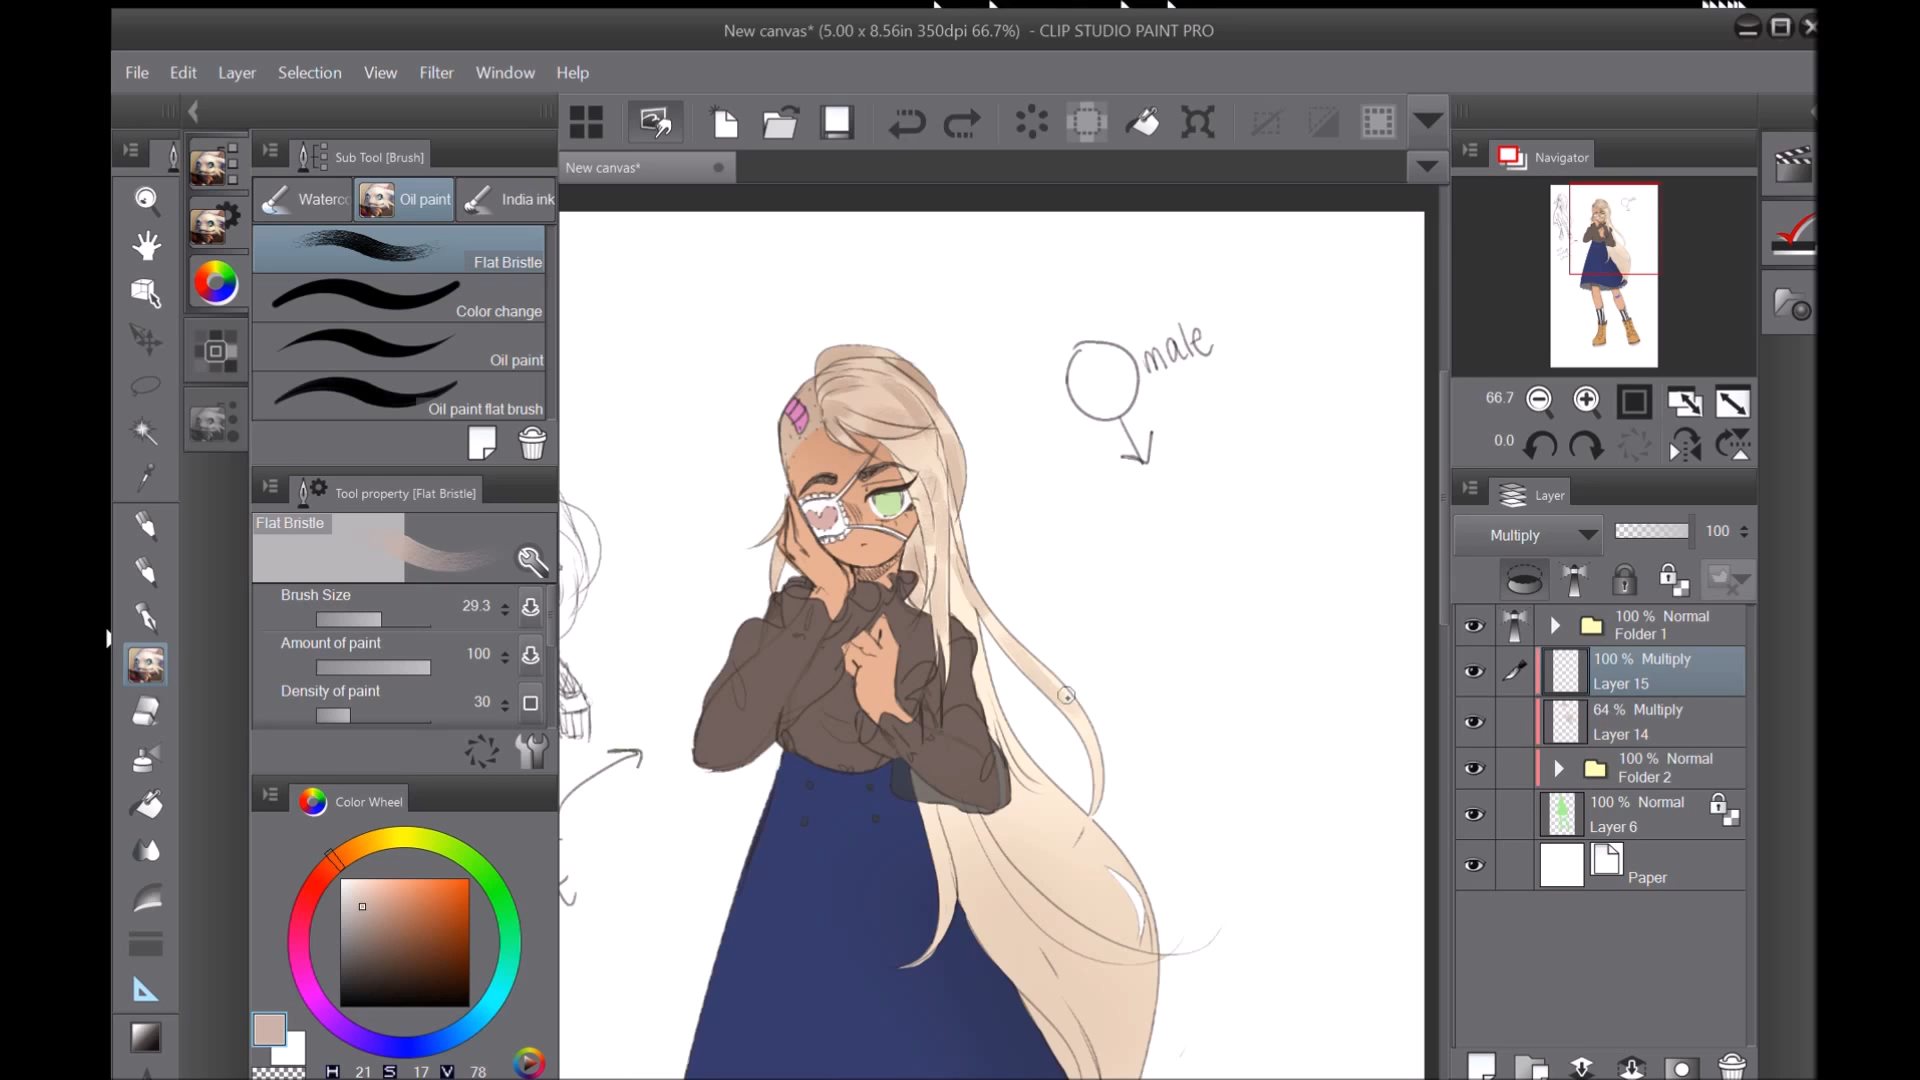 New canvas* (5.00 x 8.56in 350dpi 66.7%) - CLIP STUDIO PAINT PRO
File Edit Layer Selection View Filter Window Help
Sub Tool [Brush]
Oil paint India ink
Flat Bristle
Color change
Oil paint
Oil paint flat brush
Tool property [Flat Bristle]
Flat Bristle
Brush Size 29.3
Amount of paint 100
Density of paint 30
Color Wheel
H 21 S 17 V 78
New canvas*
male
Navigator
66.7
0.0
Layer
Multiply 100
100 % Normal
Folder 1
100 % Multiply
Layer 15
64 % Multiply
Layer 14
100 % Normal
Folder 2
100 % Normal
Layer 6
Paper